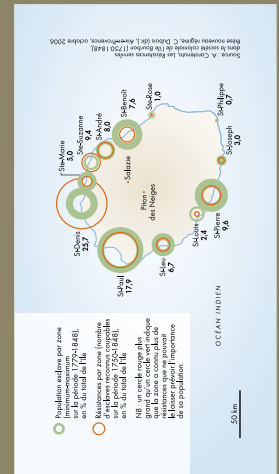 Population esclave par zone
(minimum-maximum
sur la période 1779-1848),
en % du total de l'île
Résistances par zone (nombre
d'esclaves reconnus coupables
sur la période 1750-1848),
en % du total de l'île
NB : un cercle rouge plus
grand qu'un cercle vert indique
que la zone a connu plus de
résistances que ne pouvait
le laisser prévoir l'importance
de sa population
50 km
OCÉAN INDIEN
St-Denis
25,7
Ste-Marie
5,0
Ste-Suzanne
9,4
St-André
8,0
St-Benoît
7,6
Ste-Rose
1,0
St-Philippe
0,7
St-Joseph
3,0
St-Pierre
9,6
St-Louis
2,4
St-Leu
6,7
St-Paul
17,9
Salazie
Piton
des Neiges
Source : A. Carotenuto, Les Résistances serviles
dans la société coloniale de l'île Bourbon (1750-1848),
thèse nouveau régime, C. Dubois (dir.), Aix-en-Provence, octobre 2006